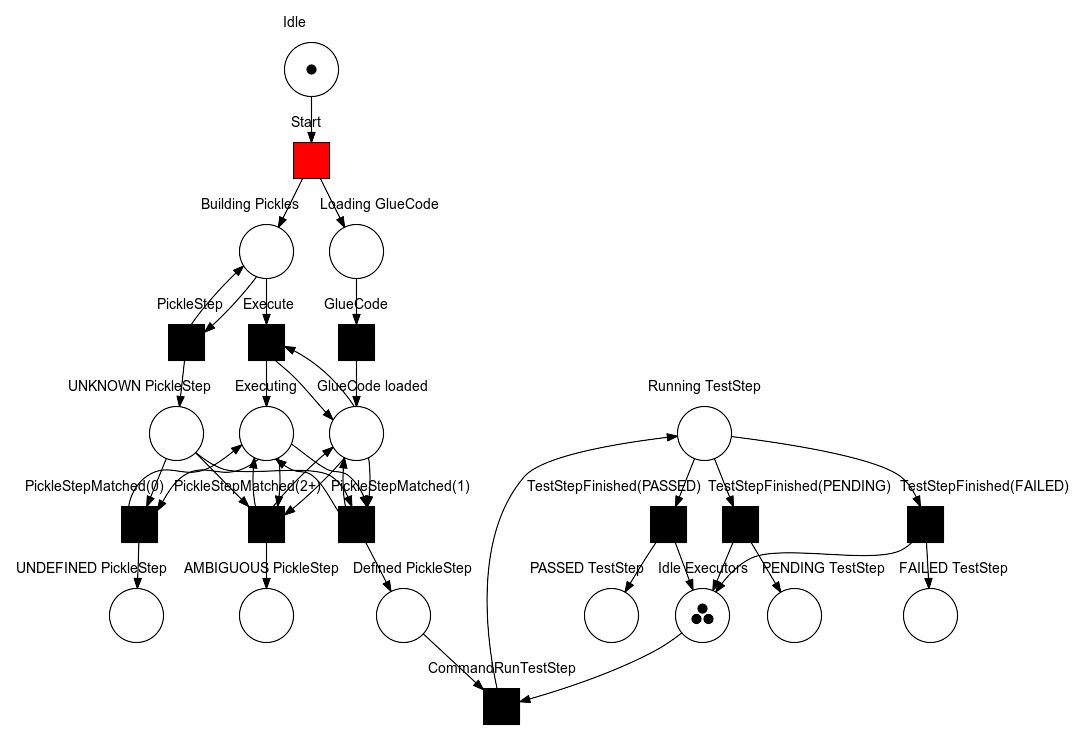 Idle
Start
Building Pickles
Loading GlueCode
PickleStep
Execute
GlueCode
UNKNOWN PickleStep
Executing
GlueCode loaded
Running TestStep
PickleStepMatched(0)
PickleStepMatched(2+)
PickleStepMatched(1)
TestStepFinished(PASSED)
TestStepFinished(PENDING)
TestStepFinished(FAILED)
UNDEFINED PickleStep
AMBIGUOUS PickleStep
Defined PickleStep
PASSED TestStep
Idle Executors
PENDING TestStep
FAILED TestStep
CommandRunTestStep